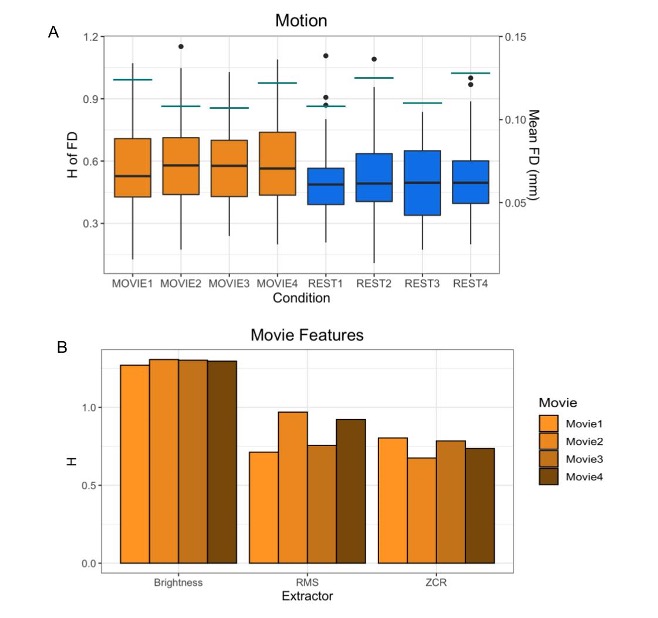 A
Motion
1.2
0.9
0.6
0.3
H of FD
0.15
0.10
0.05
Mean FD (mm)
MOVIE1 MOVIE2 MOVIE3 MOVIE4 REST1 REST2 REST3 REST4
Condition
B
Movie Features
1.0
0.5
0.0
H
Brightness RMS ZCR
Extractor
Movie
Movie1
Movie2
Movie3
Movie4